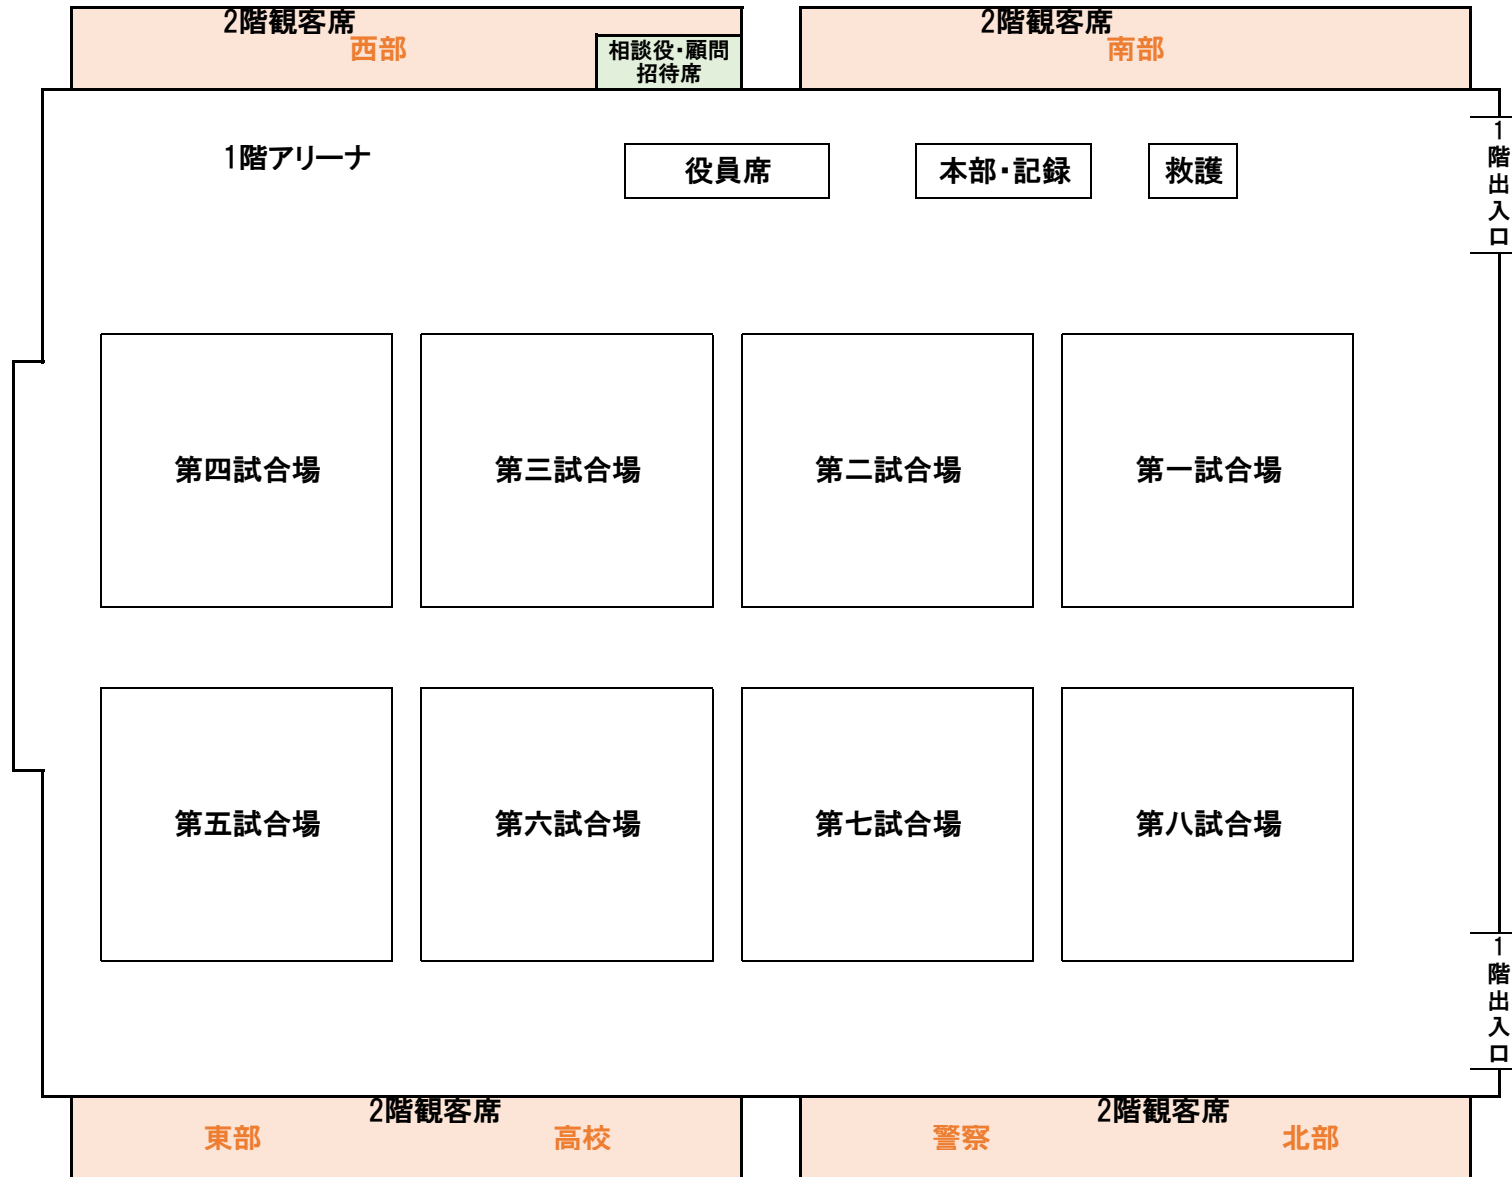 2階観客席
西部
相談役・顧問
招待席
2階観客席
南部
1階アリーナ
役員席
本部・記録
救護
1階出入口
第四試合場
第三試合場
第二試合場
第一試合場
第五試合場
第六試合場
第七試合場
第八試合場
1階出入口
2階観客席
東部
高校
2階観客席
警察
北部